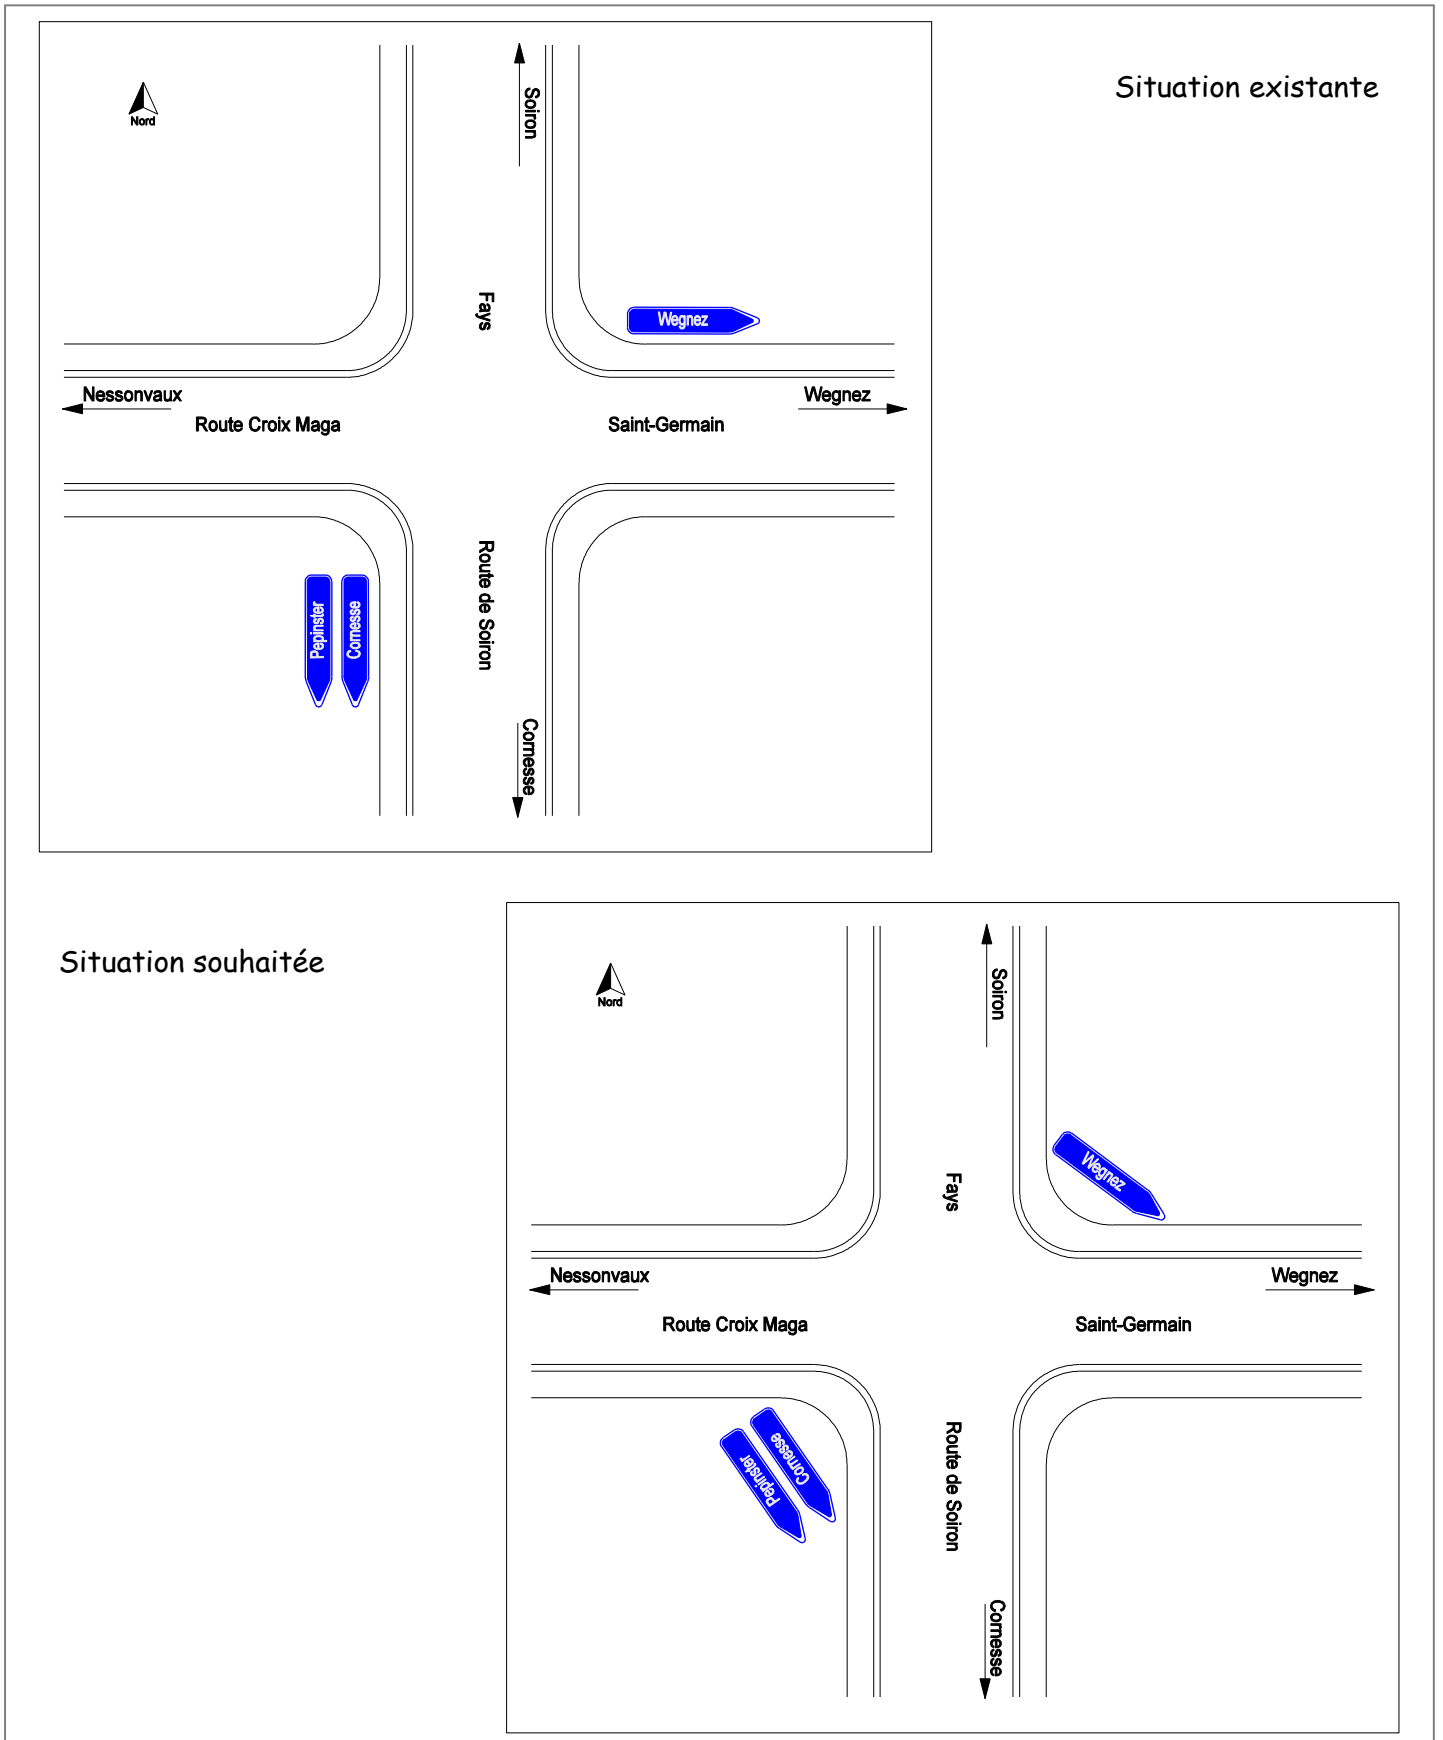 Situation existante
Nord
Soiron
Fays
Wegnez
Nessonvaux
Wegnez
Route Croix Maga
Saint-Germain
Route de Soiron
Pepinster
Cornesse
Cornesse
Situation souhaitée
Nord
Soiron
Fays
Wegnez
Nessonvaux
Wegnez
Route Croix Maga
Saint-Germain
Route de Soiron
Cornesse
Pepinster
Cornesse